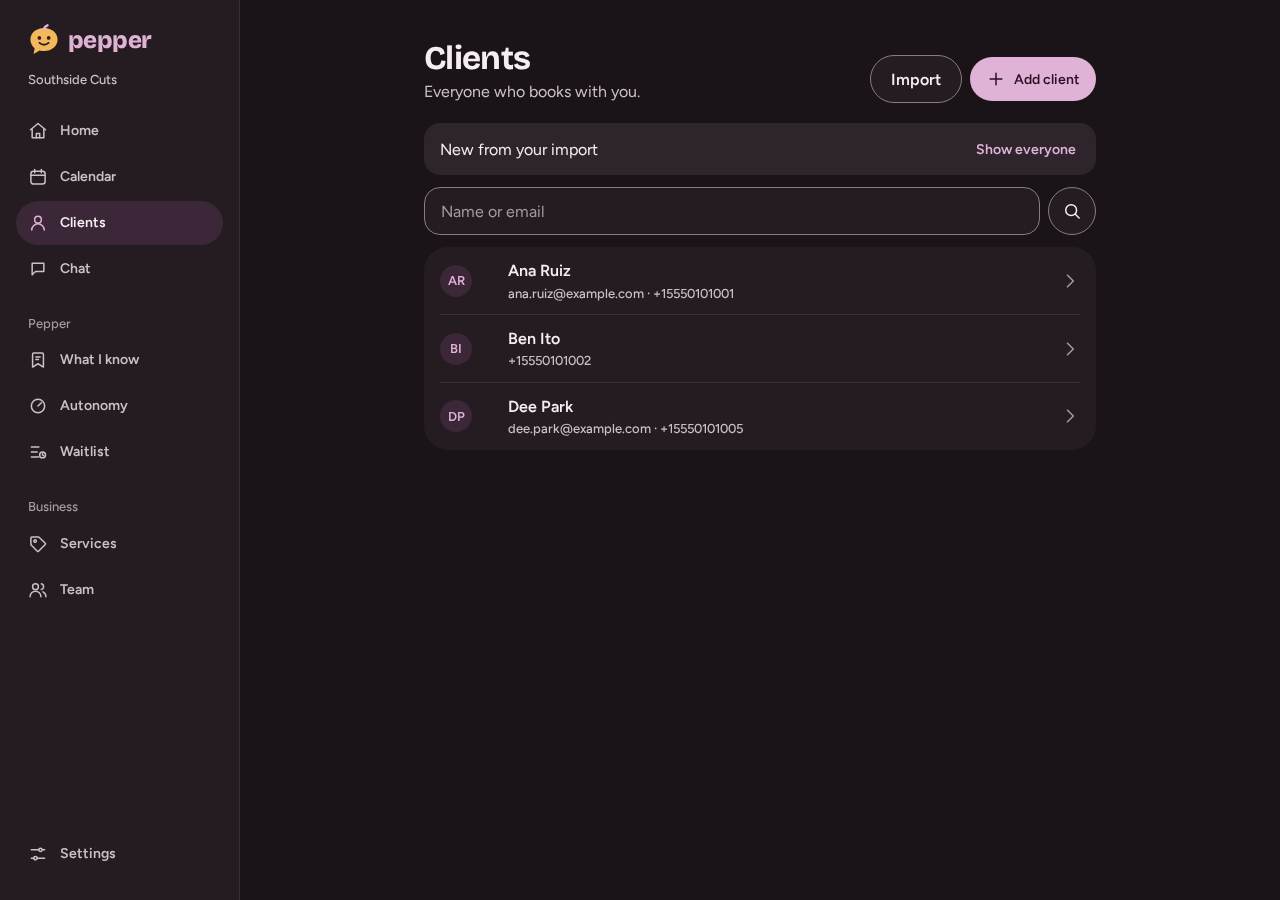 pepper
Southside Cuts
Home
Calendar
Clients
Chat
Pepper
What I know
Autonomy
Waitlist
Business
Services
Team
Settings
Clients
Everyone who books with you.
Import
Add client
New from your import
Show everyone
Name or email
AR
Ana Ruiz
ana.ruiz@example.com · +15550101001
BI
Ben Ito
+15550101002
DP
Dee Park
dee.park@example.com · +15550101005